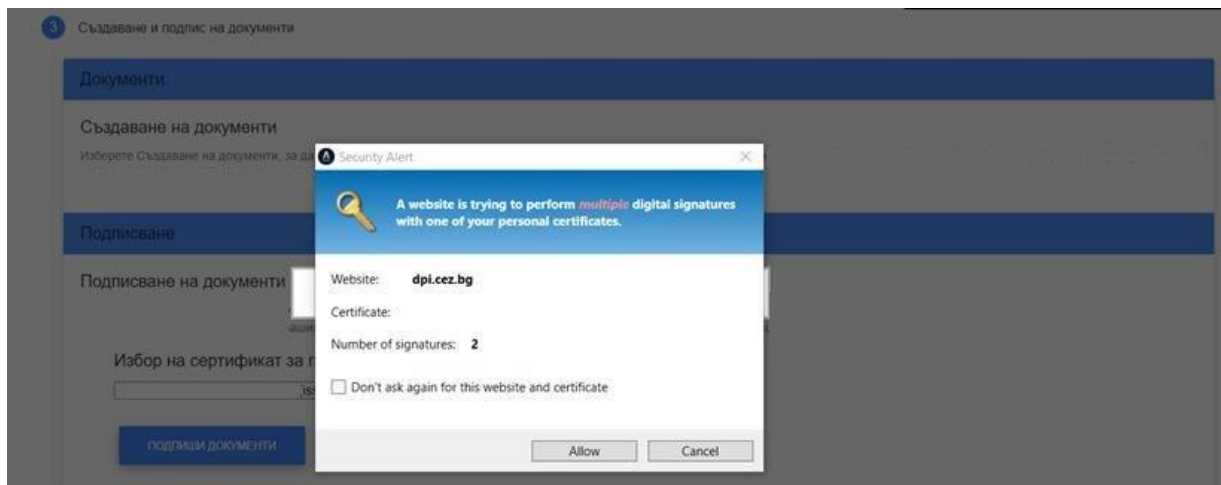 3 Създаване и подпис на документи
Документи
Създаване на документи
Изберете Създаване на документи, за да
Security Alert
A website is trying to perform multiple digital signatures
with one of your personal certificates.
Подписване
Website: dpi.cez.bg
Подписване на документи
Certificate:
Number of signatures: 2
Избор на сертификат за п
Don't ask again for this website and certificate
ПОДПИШИ ДОКУМЕНТИ
Allow Cancel